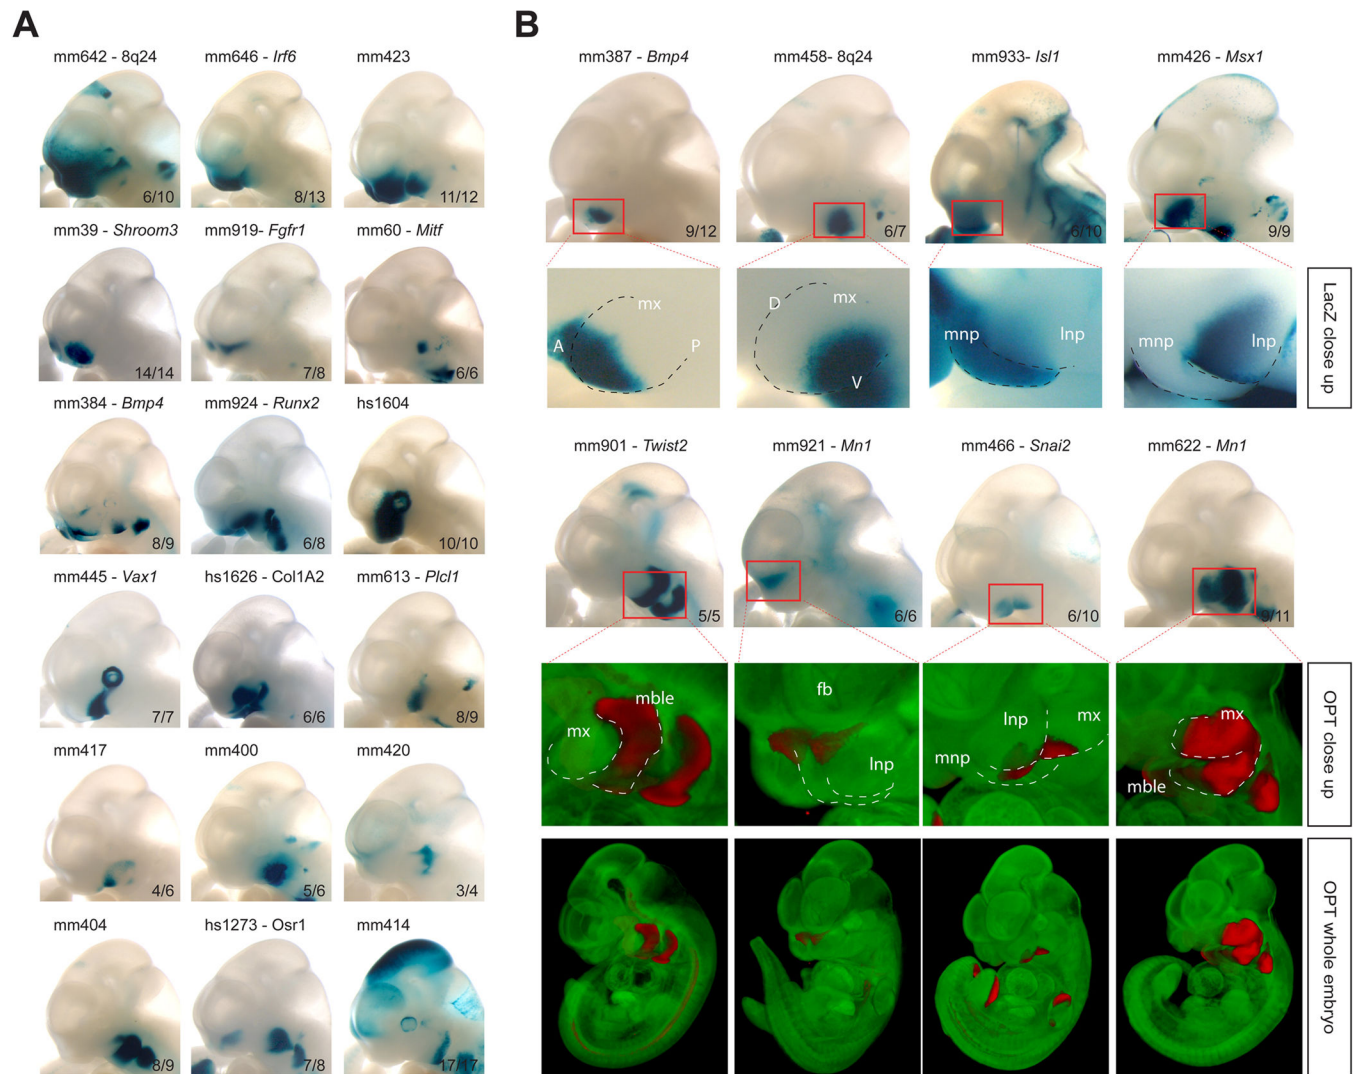 A
mm642 - 8q24
mm646 - Irf6
mm423
6/10
8/13
11/12
mm39 - Shroom3
mm919- Fgfr1
mm60 - Mitf
14/14
7/8
6/6
mm384 - Bmp4
mm924 - Runx2
hs1604
8/9
6/8
10/10
mm445 - Vax1
hs1626 - Col1A2
mm613 - Plcl1
7/7
6/6
8/9
mm417
mm400
mm420
4/6
5/6
3/4
mm404
hs1273 - Osr1
mm414
8/9
7/8
17/17
B
mm387 - Bmp4
mm458- 8q24
mm933- Isl1
mm426 - Msx1
9/12
6/7
6/10
9/9
mx
A
P
D
mx
V
mnp
lnp
mnp
lnp
LacZ close up
mm901 - Twist2
mm921 - Mn1
mm466 - Snai2
mm622 - Mn1
5/5
6/6
6/10
9/11
mble
mx
fb
lnp
lnp
mx
mnp
mx
mble
OPT close up
OPT whole embryo